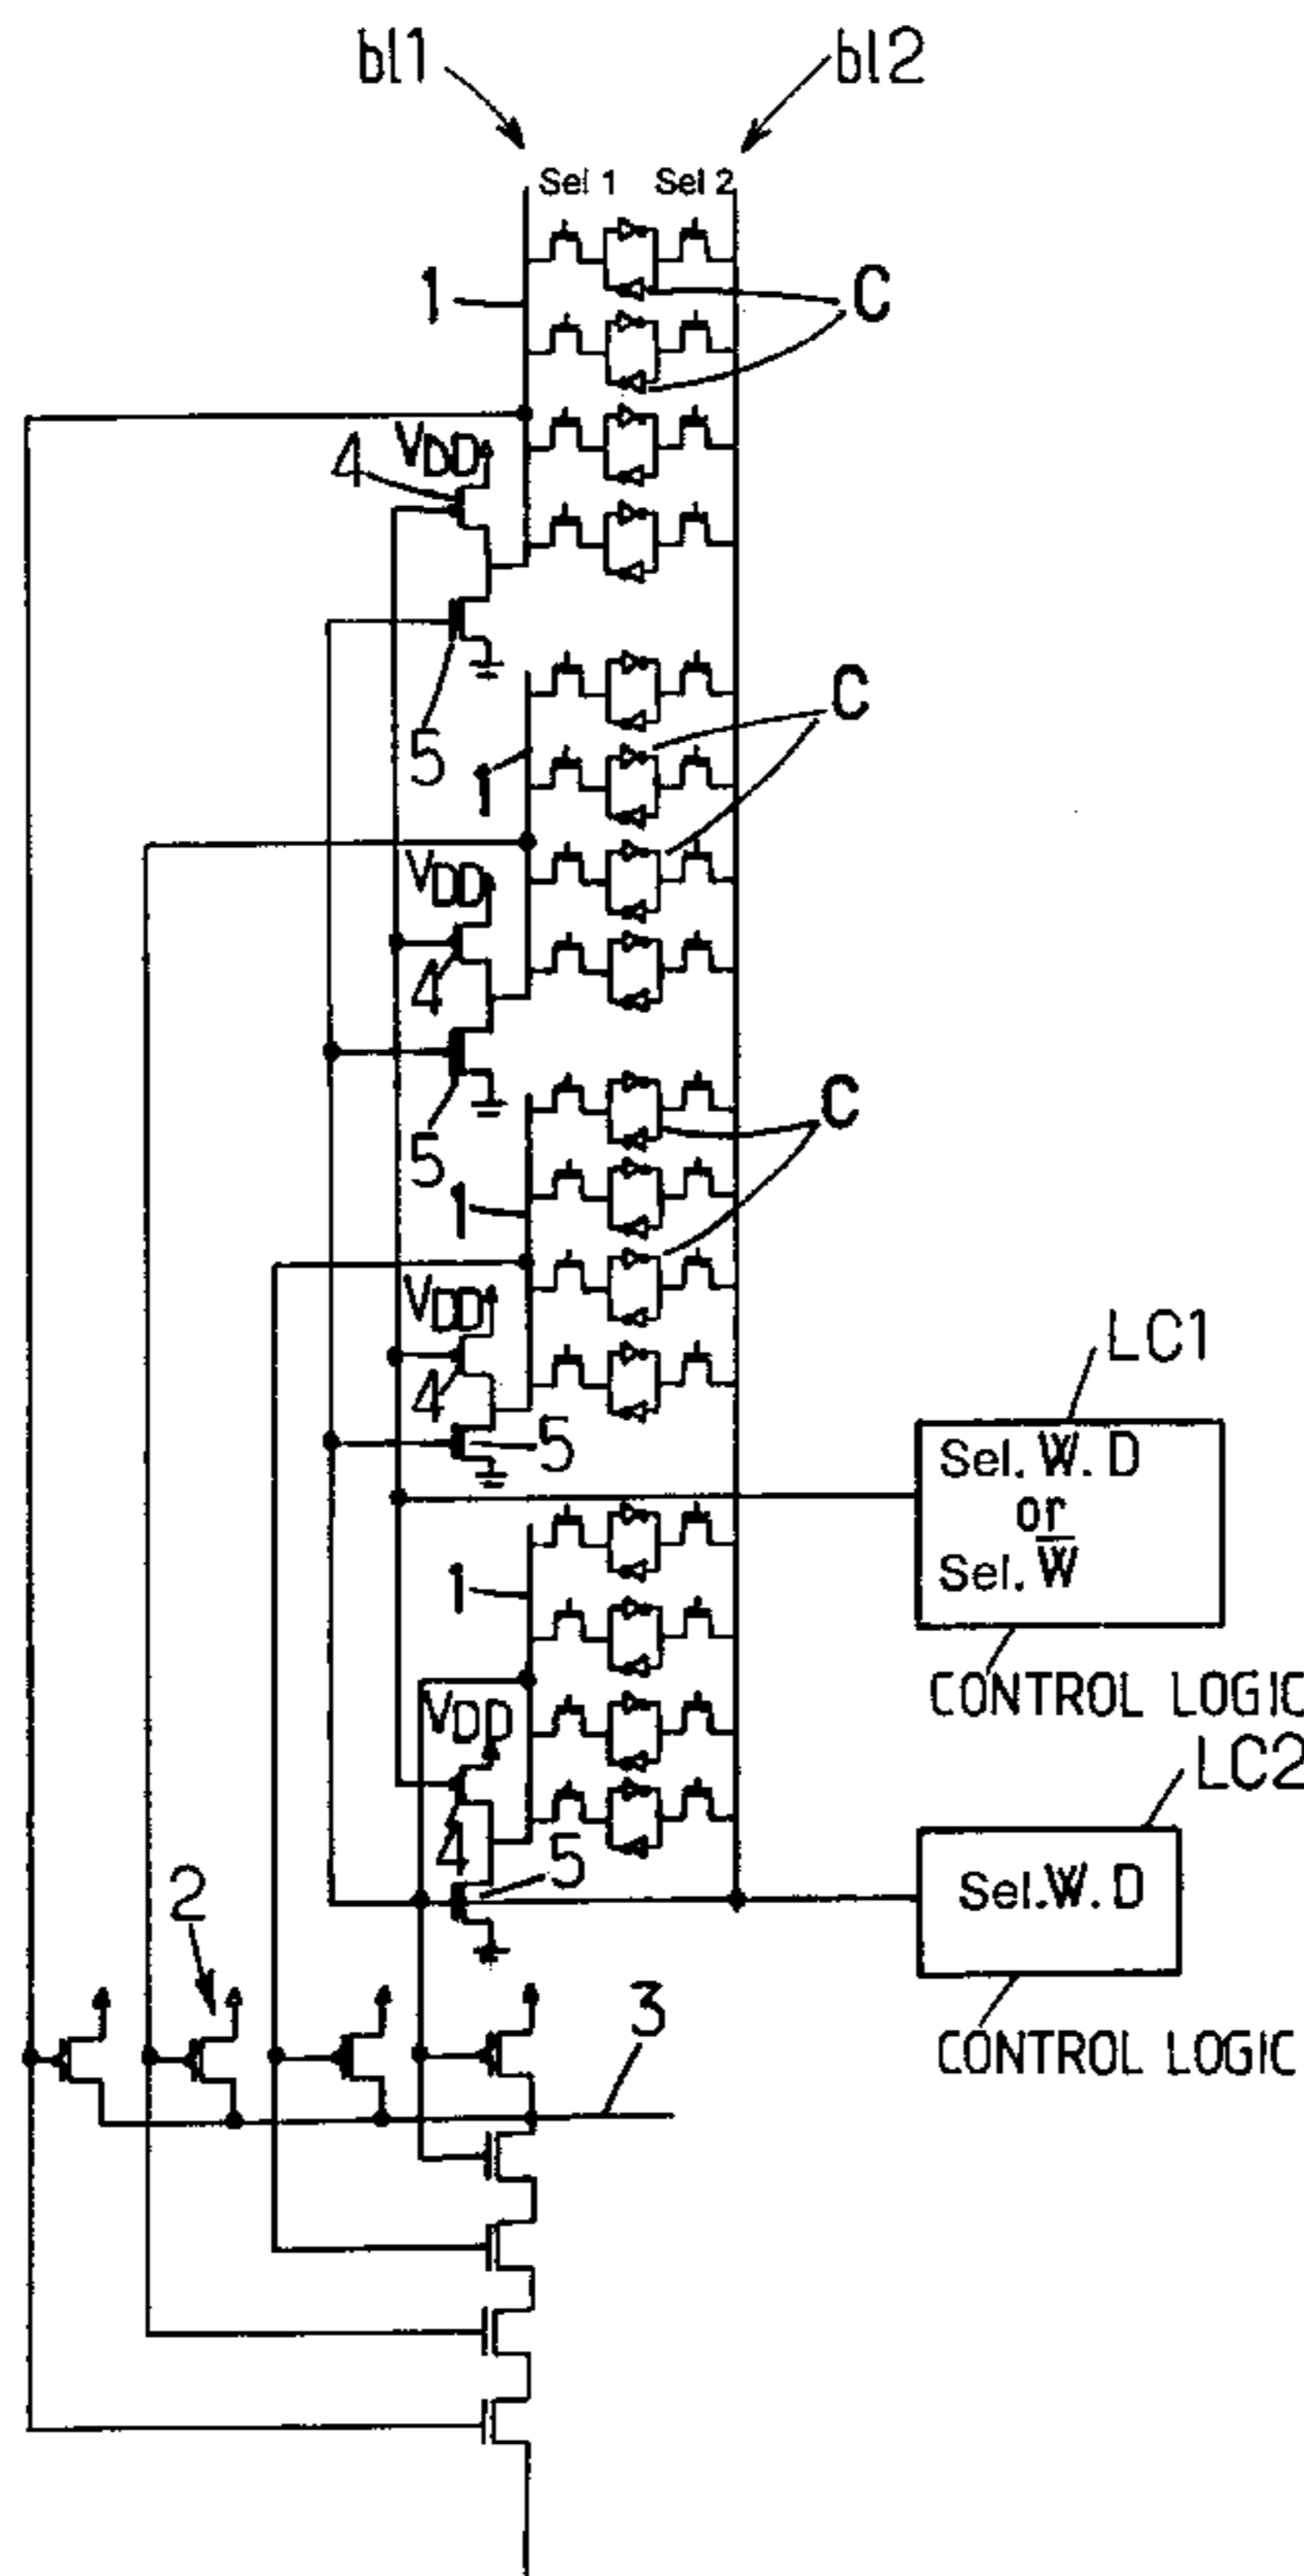 bl1 bl2
Sel 1 Sel 2
1
C
4 VDD
5
C
1
VDD
4
5
C
1
VDD
4
5
LC1
Sel. W. D
or
Sel. W̅
CONTROL LOGIC
1
VDD
LC2
4
5
Sel.W. D
CONTROL LOGIC
2
3